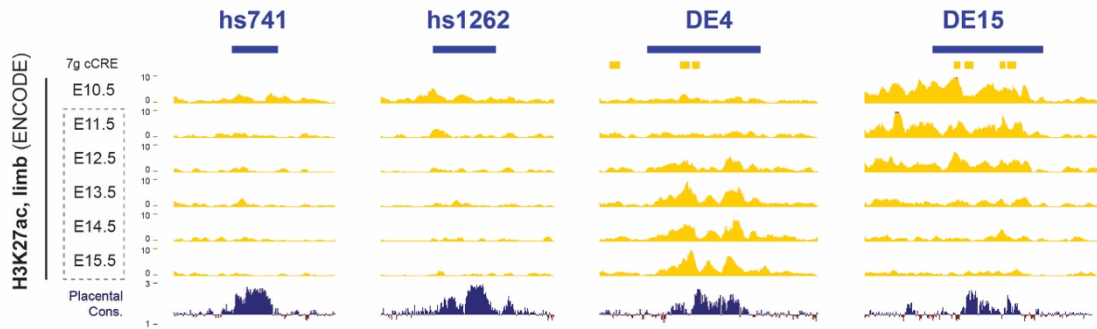 hs741 hs1262 DE4 DE15
7g cCRE
H3K27ac, limb (ENCODE)
E10.5
10
0
E11.5
10
0
E12.5
10
0
E13.5
10
0
E14.5
10
0
E15.5
10
0
Placental
Cons.
3
1